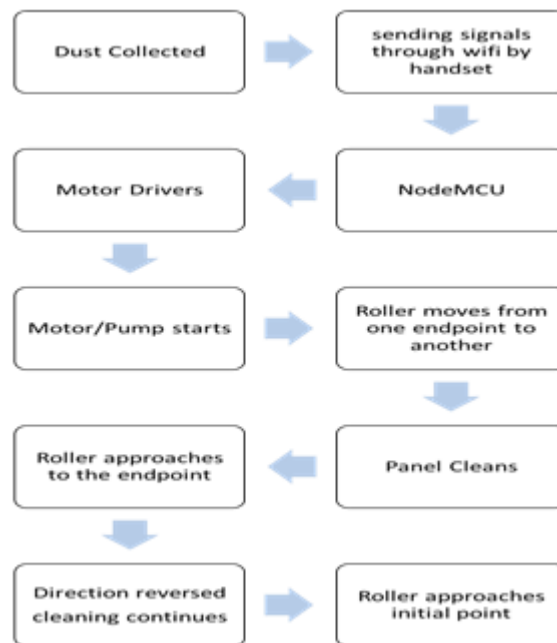 Dust Collected
sending signals
through wifi by
handset
NodeMCU
Motor Drivers
Motor/Pump starts
Roller moves from
one endpoint to
another
Panel Cleans
Roller approaches
to the endpoint
Direction reversed
cleaning continues
Roller approaches
initial point